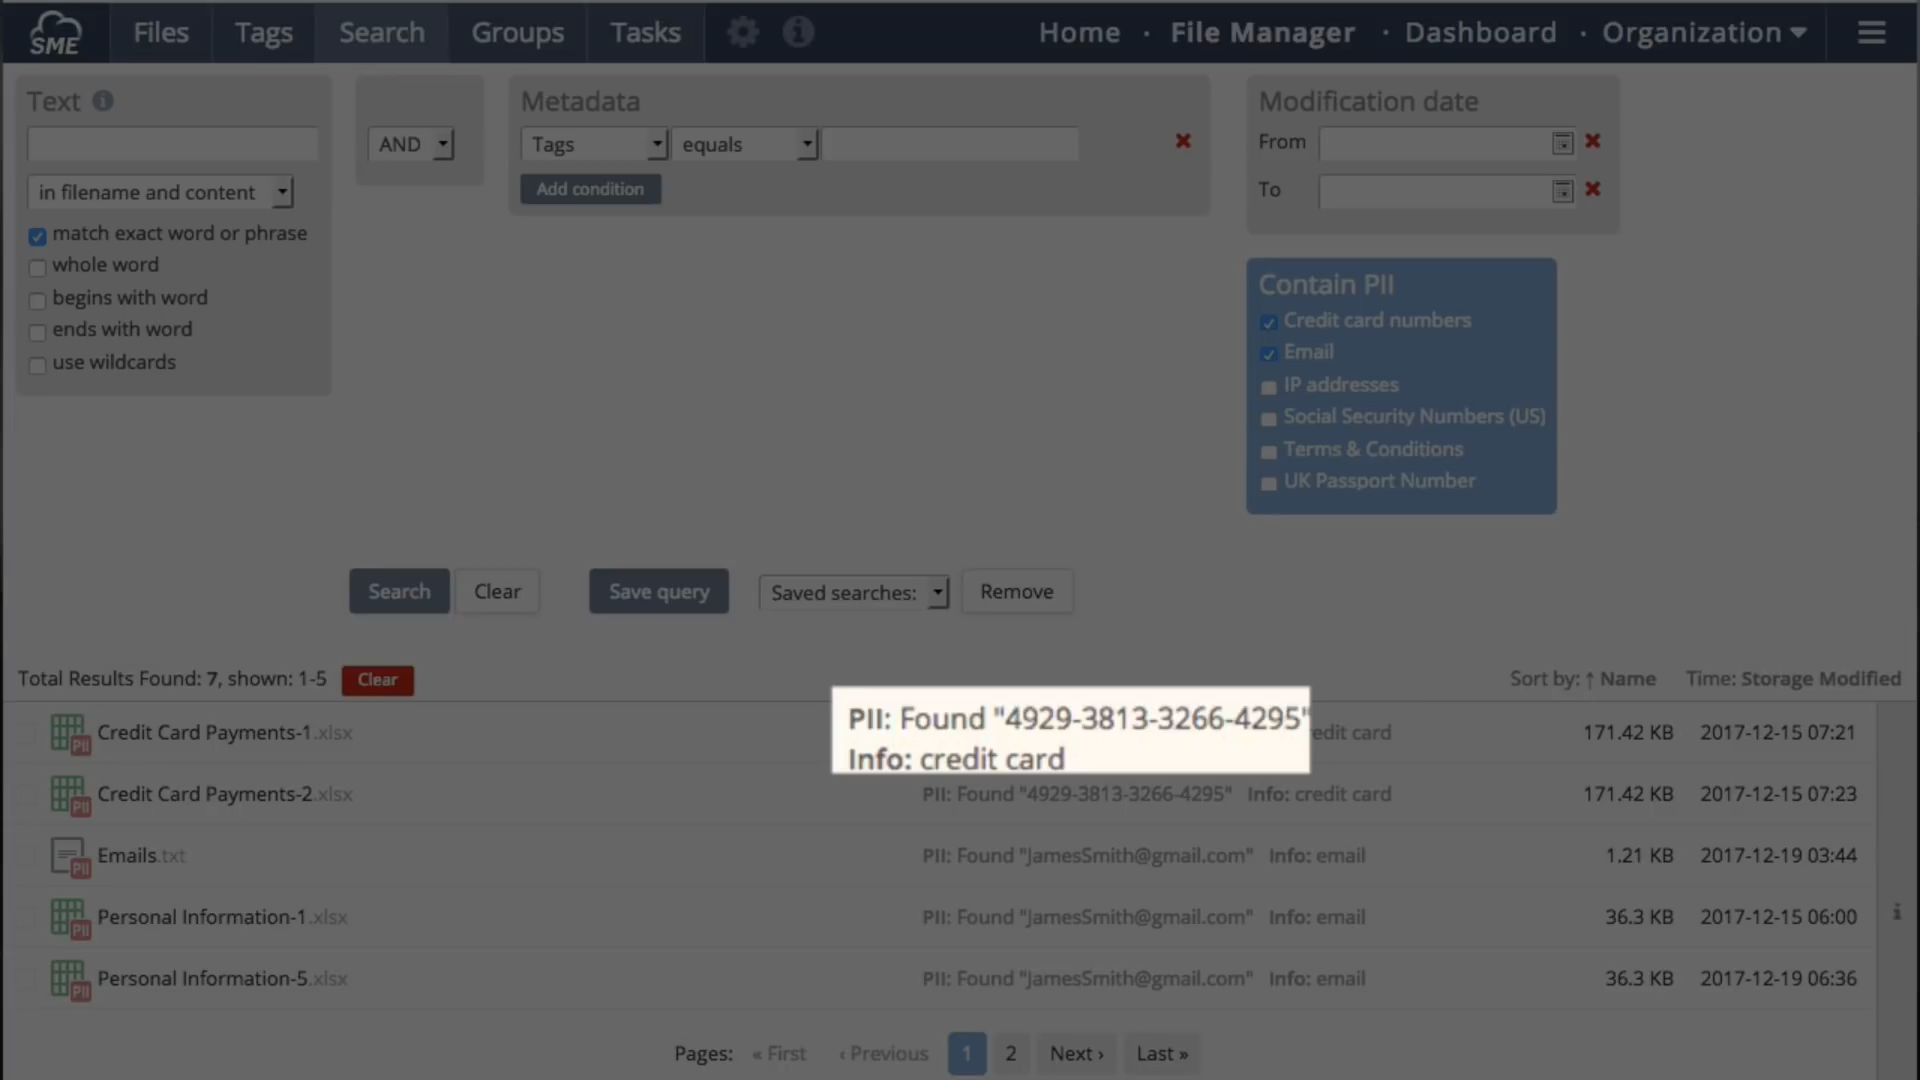 SME Files Tags Search Groups Tasks Home · File Manager · Dashboard · Organization
Text
AND
Metadata
Tags equals
Add condition
in filename and content
match exact word or phrase
whole word
begins with word
ends with word
use wildcards
Modification date
From
To
Contain PII
Credit card numbers
Email
IP addresses
Social Security Numbers (US)
Terms & Conditions
UK Passport Number
Search Clear Save query Saved searches: Remove
Total Results Found: 7, shown: 1-5 Clear Sort by: ↑ Name Time: Storage Modified
PII: Found "4929-3813-3266-4295"
Info: credit card
Credit Card Payments-1.xlsx edit card 171.42 KB 2017-12-15 07:21
Credit Card Payments-2.xlsx PII: Found "4929-3813-3266-4295" Info: credit card 171.42 KB 2017-12-15 07:23
Emails.txt PII: Found "JamesSmith@gmail.com" Info: email 1.21 KB 2017-12-19 03:44
Personal Information-1.xlsx PII: Found "JamesSmith@gmail.com" Info: email 36.3 KB 2017-12-15 06:00
Personal Information-5.xlsx PII: Found "JamesSmith@gmail.com" Info: email 36.3 KB 2017-12-19 06:36
Pages: « First ‹ Previous 1 2 Next › Last »